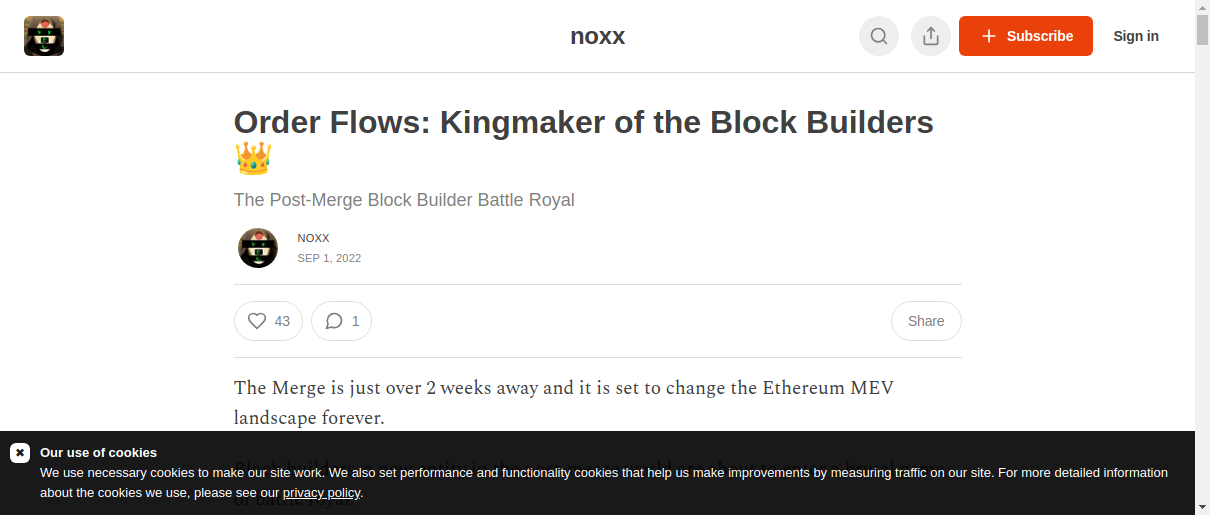 noxx
Subscribe
Sign in
Order Flows: Kingmaker of the Block Builders
The Post-Merge Block Builder Battle Royal
NOXX
SEP 1, 2022
43
1
Share
The Merge is just over 2 weeks away and it is set to change the Ethereum MEV
landscape forever.
Our use of cookies
We use necessary cookies to make our site work. We also set performance and functionality cookies that help us make improvements by measuring traffic on our site. For more detailed information
about the cookies we use, please see our privacy policy.